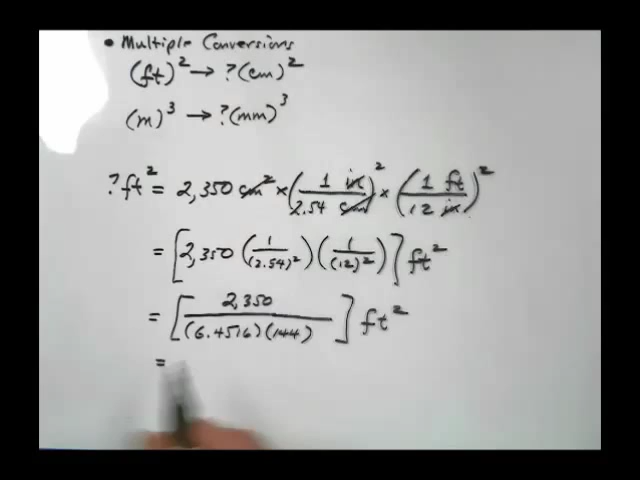 • Multiple Conversions
(ft)² → ?(cm)²
(m)³ → ?(mm)³
?ft² = 2,350 cm² × (1 in / 2.54 cm)² × (1 ft / 12 in)²
= [2,350 (1 / (2.54)²) (1 / (12)²)] ft²
= [2,350 / (6.4516)(144)] ft²
=